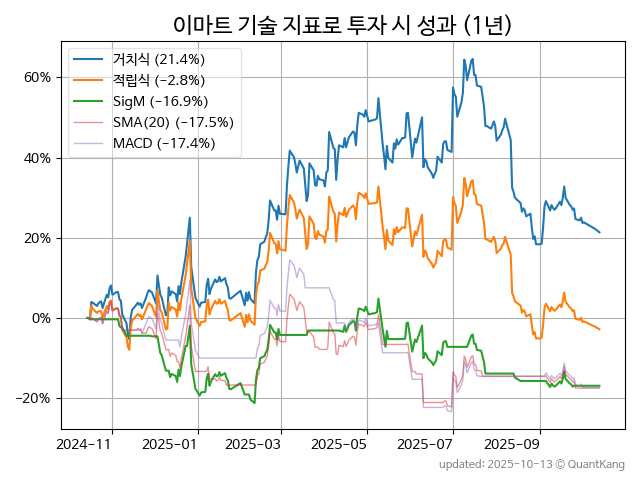 이마트 기술 지표로 투자 시 성과 (1년)
거치식 (21.4%)
적립식 (−2.8%)
SigM (−16.9%)
SMA(20) (−17.5%)
MACD (−17.4%)
60%
40%
20%
0%
−20%
2024-11 2025-01 2025-03 2025-05 2025-07 2025-09
updated: 2025-10-13 ⓒ QuantKang